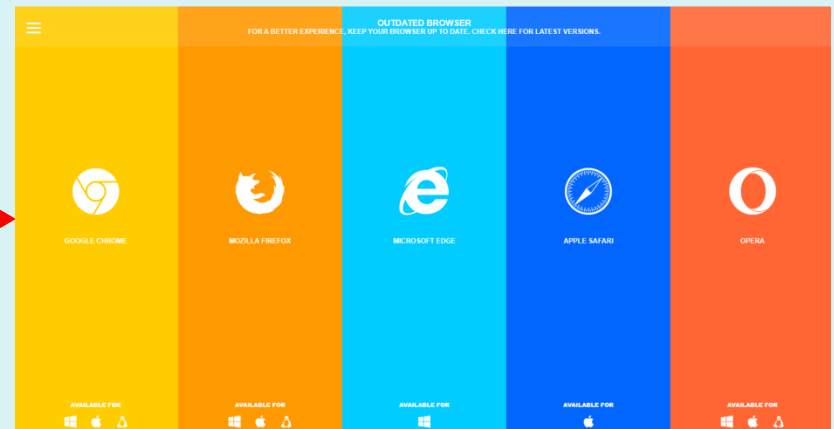 OUTDATED BROWSER
FOR A BETTER EXPERIENCE, KEEP YOUR BROWSER UP TO DATE. CHECK HERE FOR LATEST VERSIONS.
GOOGLE CHROME
MOZILLA FIREFOX
MICROSOFT EDGE
APPLE SAFARI
OPERA
AVAILABLE FOR
AVAILABLE FOR
AVAILABLE FOR
AVAILABLE FOR
AVAILABLE FOR